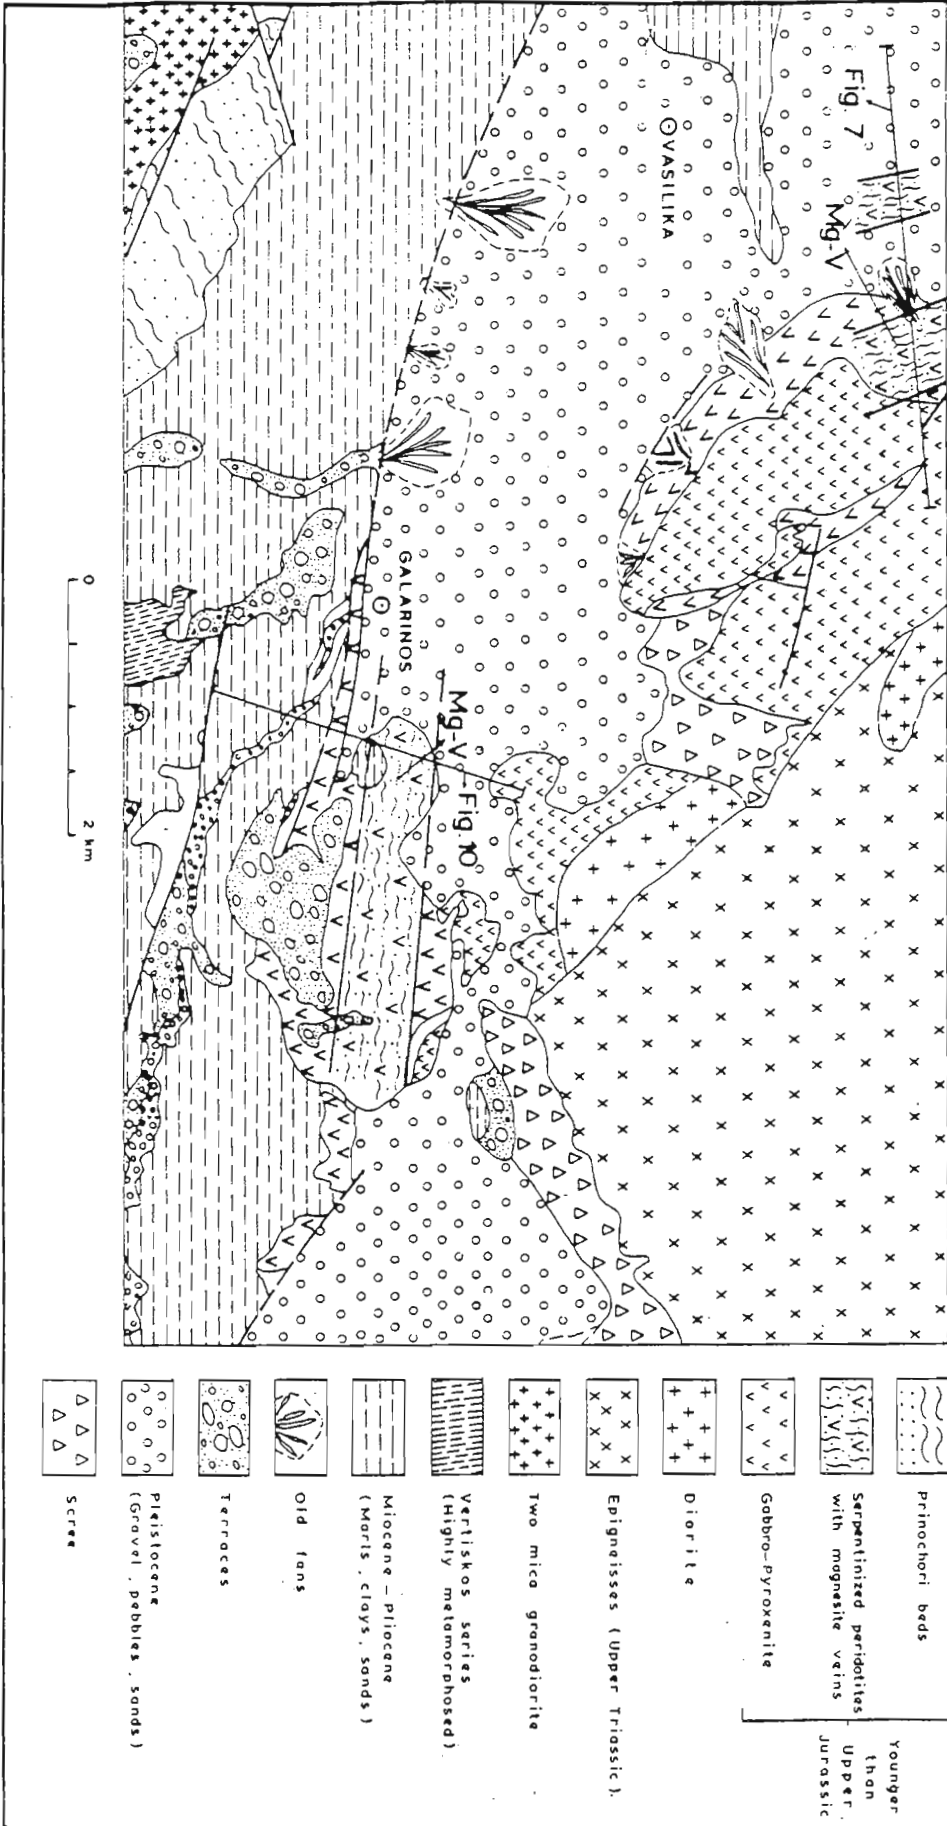 Fig. 7
Mg-V
VASILIKA
GALARINOS
Mg-V-Fig. 10
0
2 km
Prinochori beds
Serpentinized peridotites
with magnesite veins
Gabbro-Pyroxenite
Younger
than
Upper
Jurassic
Diorite
Epigneisses (Upper Triassic).
Two mica granodiorite
Vertiskos series
(Highly metamorphosed)
Miocene - Pliocene
(Marls, clays, sands)
Old fans
Terraces
Pleistocene
(Gravel, pebbles, sands)
Scree